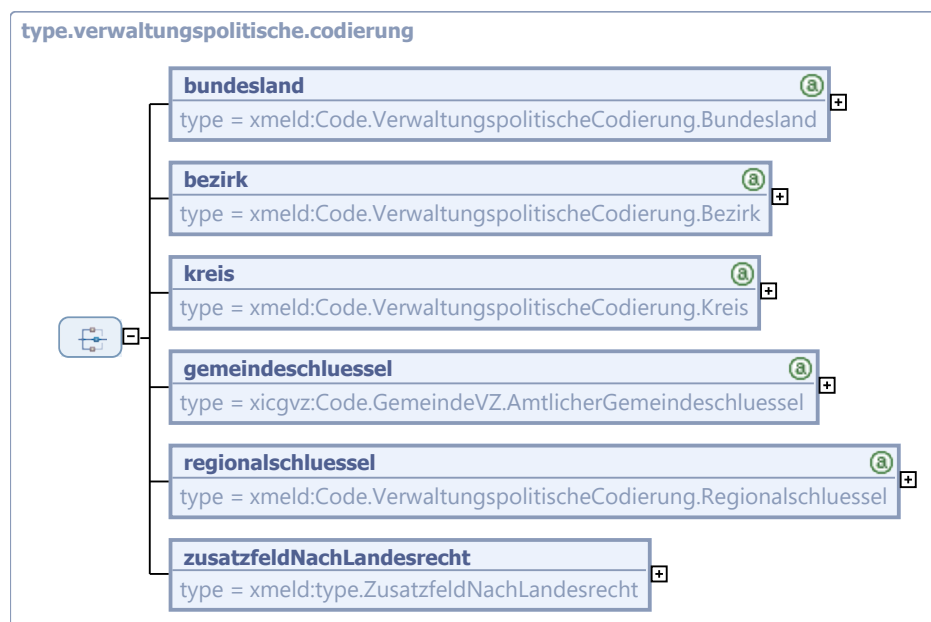 type.verwaltungspolitische.codierung
bundesland
type = xmeld:Code.VerwaltungspolitischeCodierung.Bundesland
bezirk
type = xmeld:Code.VerwaltungspolitischeCodierung.Bezirk
kreis
type = xmeld:Code.VerwaltungspolitischeCodierung.Kreis
gemeindeschluessel
type = xicgvz:Code.GemeindeVZ.AmtlicherGemeindeschluessel
regionalschluessel
type = xmeld:Code.VerwaltungspolitischeCodierung.Regionalschluessel
zusatzfeldNachLandesrecht
type = xmeld:type.ZusatzfeldNachLandesrecht